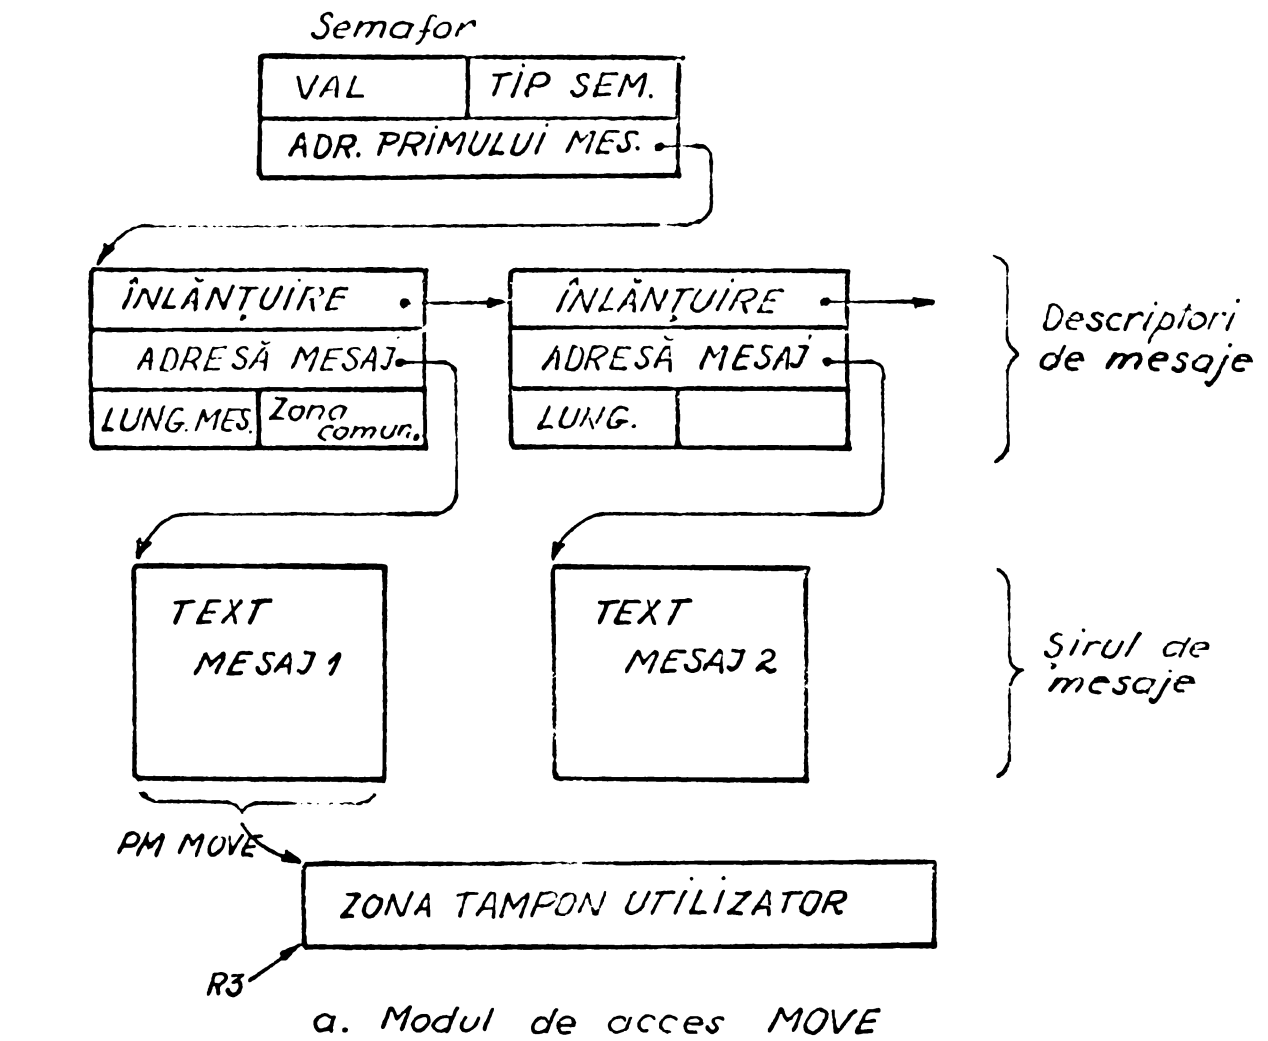 Semafor
VAL
TIP SEM.
ADR. PRIMULUI MES.
ÎNLĂNȚUIRE
ÎNLĂNȚUIRE
Descriptori
de mesaje
ADRESĂ MESAJ
ADRESĂ MESAJ
LUNG. MES.
Zona
comun.
LUNG.
TEXT
MESAJ 1
TEXT
MESAJ 2
Șirul de
mesaje
PM MOVE
ZONA TAMPON UTILIZATOR
R3
a. Modul de acces MOVE